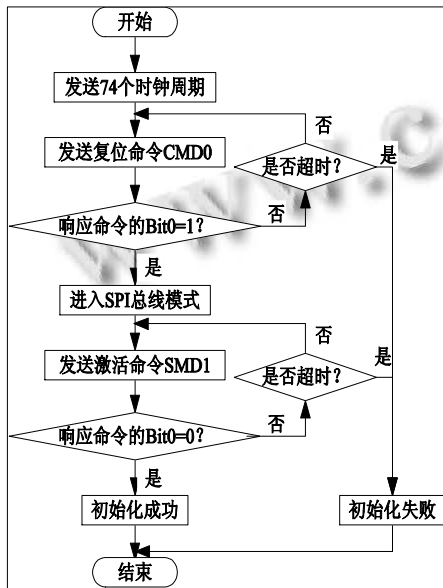 开始
发送74个时钟周期
否
发送复位命令CMD0
是否超时?
是
响应命令的Bit0=1?
否
是
进入SPI总线模式
否
发送激活命令SMD1
是否超时?
是
响应命令的Bit0=0?
否
是
初始化成功
初始化失败
结束
www.c